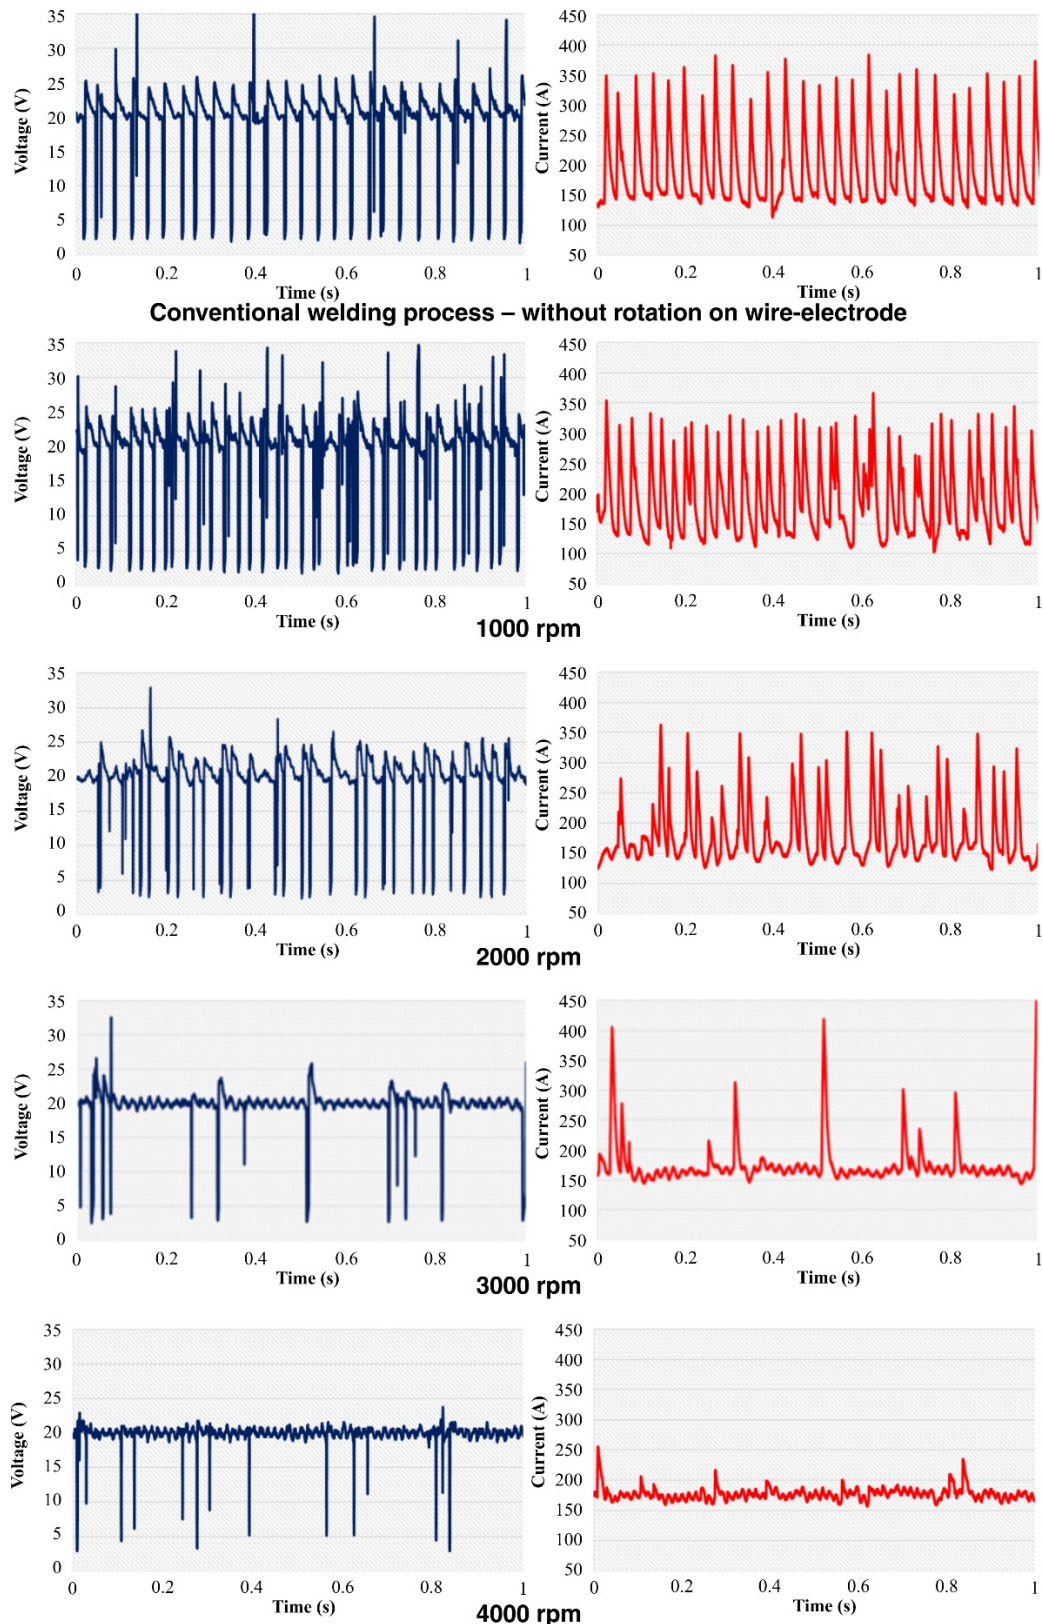 35
30
25
20
15
10
5
0
Voltage (V)
0 0.2 0.4 0.6 0.8 1
Time (s)
450
400
350
300
250
200
150
100
50
Current (A)
0 0.2 0.4 0.6 0.8 1
Time (s)
Conventional welding process – without rotation on wire-electrode
35
30
25
20
15
10
5
0
Voltage (V)
0 0.2 0.4 0.6 0.8 1
Time (s)
450
400
350
300
250
200
150
100
50
Current (A)
0 0.2 0.4 0.6 0.8 1
Time (s)
1000 rpm
35
30
25
20
15
10
5
0
Voltage (V)
0 0.2 0.4 0.6 0.8 1
Time (s)
450
400
350
300
250
200
150
100
50
Current (A)
0 0.2 0.4 0.6 0.8 1
Time (s)
2000 rpm
35
30
25
20
15
10
5
0
Voltage (V)
0 0.2 0.4 0.6 0.8 1
Time (s)
450
400
350
300
250
200
150
100
50
Current (A)
0 0.2 0.4 0.6 0.8 1
Time (s)
3000 rpm
35
30
25
20
15
10
5
0
Voltage (V)
0 0.2 0.4 0.6 0.8 1
Time (s)
450
400
350
300
250
200
150
100
50
Current (A)
0 0.2 0.4 0.6 0.8 1
Time (s)
4000 rpm